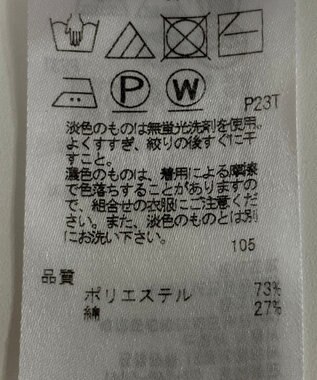 P W P23T
淡色のものは無蛍光洗剤を使用。
よくすすぎ、絞りの後すぐに干
すこと。
濃色のものは、着用による摩擦
で色落ちすることがありますの
で、組合せの衣服にご注意くだ
さい。また、淡色のものとは別
にお洗い下さい。
105
品質
ポリエステル 73%
綿 27%